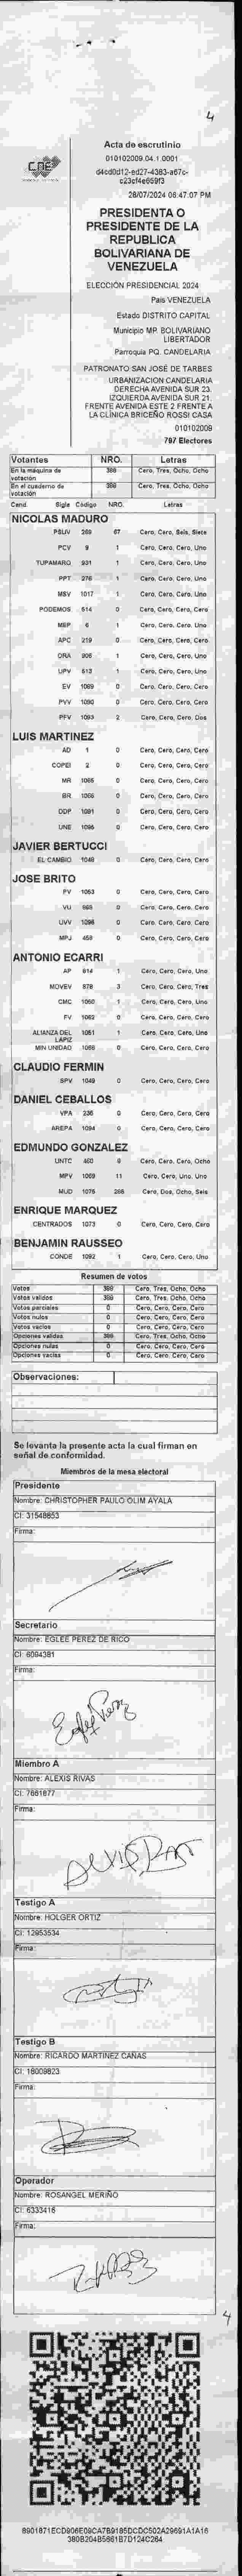 4
CNE
Acta de escrutinio
010102009.04.1.0001
d4cd0d12-ed27-4383-a67c-
c23cf4e659f3
28/07/2024 06:47:07 PM
PRESIDENTA O
PRESIDENTE DE LA
REPUBLICA
BOLIVARIANA DE
VENEZUELA
ELECCIÓN PRESIDENCIAL 2024
País VENEZUELA
Estado DISTRITO CAPITAL
Municipio MP. BOLIVARIANO
LIBERTADOR
Parroquia PQ. CANDELARIA
PATRONATO SAN JOSÉ DE TARBES
URBANIZACIÓN CANDELARIA
DERECHA AVENIDA SUR 23.
IZQUIERDA AVENIDA SUR 21.
FRENTE AVENIDA ESTE 2 FRENTE A
LA CLÍNICA BRICEÑO ROSSI CASA
010102009
797 Electores
Votantes NRO. Letras
En la máquina de votación 388 Cero, Tres, Ocho, Ocho
En el cuaderno de votación 388 Cero, Tres, Ocho, Ocho
Cand. Sigla Código NRO. Letras
NICOLAS MADURO
PSUV 269 67 Cero, Cero, Seis, Siete
PCV 9 1 Cero, Cero, Cero, Uno
TUPAMARO 931 1 Cero, Cero, Cero, Uno
PPT 276 1 Cero, Cero, Cero, Uno
MSV 1017 1 Cero, Cero, Cero, Uno
PODEMOS 614 0 Cero, Cero, Cero, Cero
MEP 6 1 Cero, Cero, Cero, Uno
APC 219 0 Cero, Cero, Cero, Cero
ORA 906 1 Cero, Cero, Cero, Uno
UPV 513 1 Cero, Cero, Cero, Uno
EV 1089 0 Cero, Cero, Cero, Cero
PVV 1090 0 Cero, Cero, Cero, Cero
PFV 1093 2 Cero, Cero, Cero, Dos
LUIS MARTINEZ
AD 1 0 Cero, Cero, Cero, Cero
COPEI 2 0 Cero, Cero, Cero, Cero
MR 1065 0 Cero, Cero, Cero, Cero
BR 1066 0 Cero, Cero, Cero, Cero
DDP 1091 0 Cero, Cero, Cero, Cero
UNE 1095 0 Cero, Cero, Cero, Cero
JAVIER BERTUCCI
EL CAMBIO 1048 0 Cero, Cero, Cero, Cero
JOSE BRITO
PV 1053 0 Cero, Cero, Cero, Cero
VU 0 Cero, Cero, Cero, Cero
UVV 1096 0 Cero, Cero, Cero, Cero
MPJ 458 0 Cero, Cero, Cero, Cero
ANTONIO ECARRI
AP 614 1 Cero, Cero, Cero, Uno
MOVEV 878 3 Cero, Cero, Cero, Tres
CMC 1050 1 Cero, Cero, Cero, Uno
FV 1062 0 Cero, Cero, Cero, Cero
ALIANZA DEL LÁPIZ 1051 1 Cero, Cero, Cero, Uno
MIN UNIDAD 1068 0 Cero, Cero, Cero, Cero
CLAUDIO FERMIN
SPV 1049 0 Cero, Cero, Cero, Cero
DANIEL CEBALLOS
VPA 236 0 Cero, Cero, Cero, Cero
AREPA 1094 0 Cero, Cero, Cero, Cero
EDMUNDO GONZALEZ
UNTC 460 8 Cero, Cero, Cero, Ocho
MPV 1069 11 Cero, Cero, Uno, Uno
MUD 1075 286 Cero, Dos, Ocho, Seis
ENRIQUE MARQUEZ
CENTRADOS 1073 0 Cero, Cero, Cero, Cero
BENJAMIN RAUSSEO
CONDE 1092 1 Cero, Cero, Cero, Uno
Resumen de votos
Votos 388 Cero, Tres, Ocho, Ocho
Votos válidos 388 Cero, Tres, Ocho, Ocho
Votos parciales 0 Cero, Cero, Cero, Cero
Votos nulos 0 Cero, Cero, Cero, Cero
Votos vacíos 0 Cero, Cero, Cero, Cero
Opciones válidas 388 Cero, Tres, Ocho, Ocho
Opciones nulas 0 Cero, Cero, Cero, Cero
Opciones vacías 0 Cero, Cero, Cero, Cero
Observaciones:
Se levanta la presente acta la cual firman en
señal de conformidad.
Miembros de la mesa electoral
Presidente
Nombre: CHRISTOPHER PAULO OLIM AYALA
CI: 31548853
Firma:
Secretario
Nombre: EGLEE PEREZ DE RICO
CI: 6094381
Firma:
Eglee Perez
Miembro A
Nombre: ALEXIS RIVAS
CI: 7661877
Firma:
Testigo A
Nombre: HOLGER ORTIZ
CI: 12953534
Firma:
Testigo B
Nombre: RICARDO MARTINEZ CAÑAS
CI: 18009823
Firma:
Operador
Nombre: ROSANGEL MERIÑO
CI: 6333416
Firma:
4
8901871ECD906E09CA7B9185DCDC502A29691A1A16
380B204B5661B7D124C264